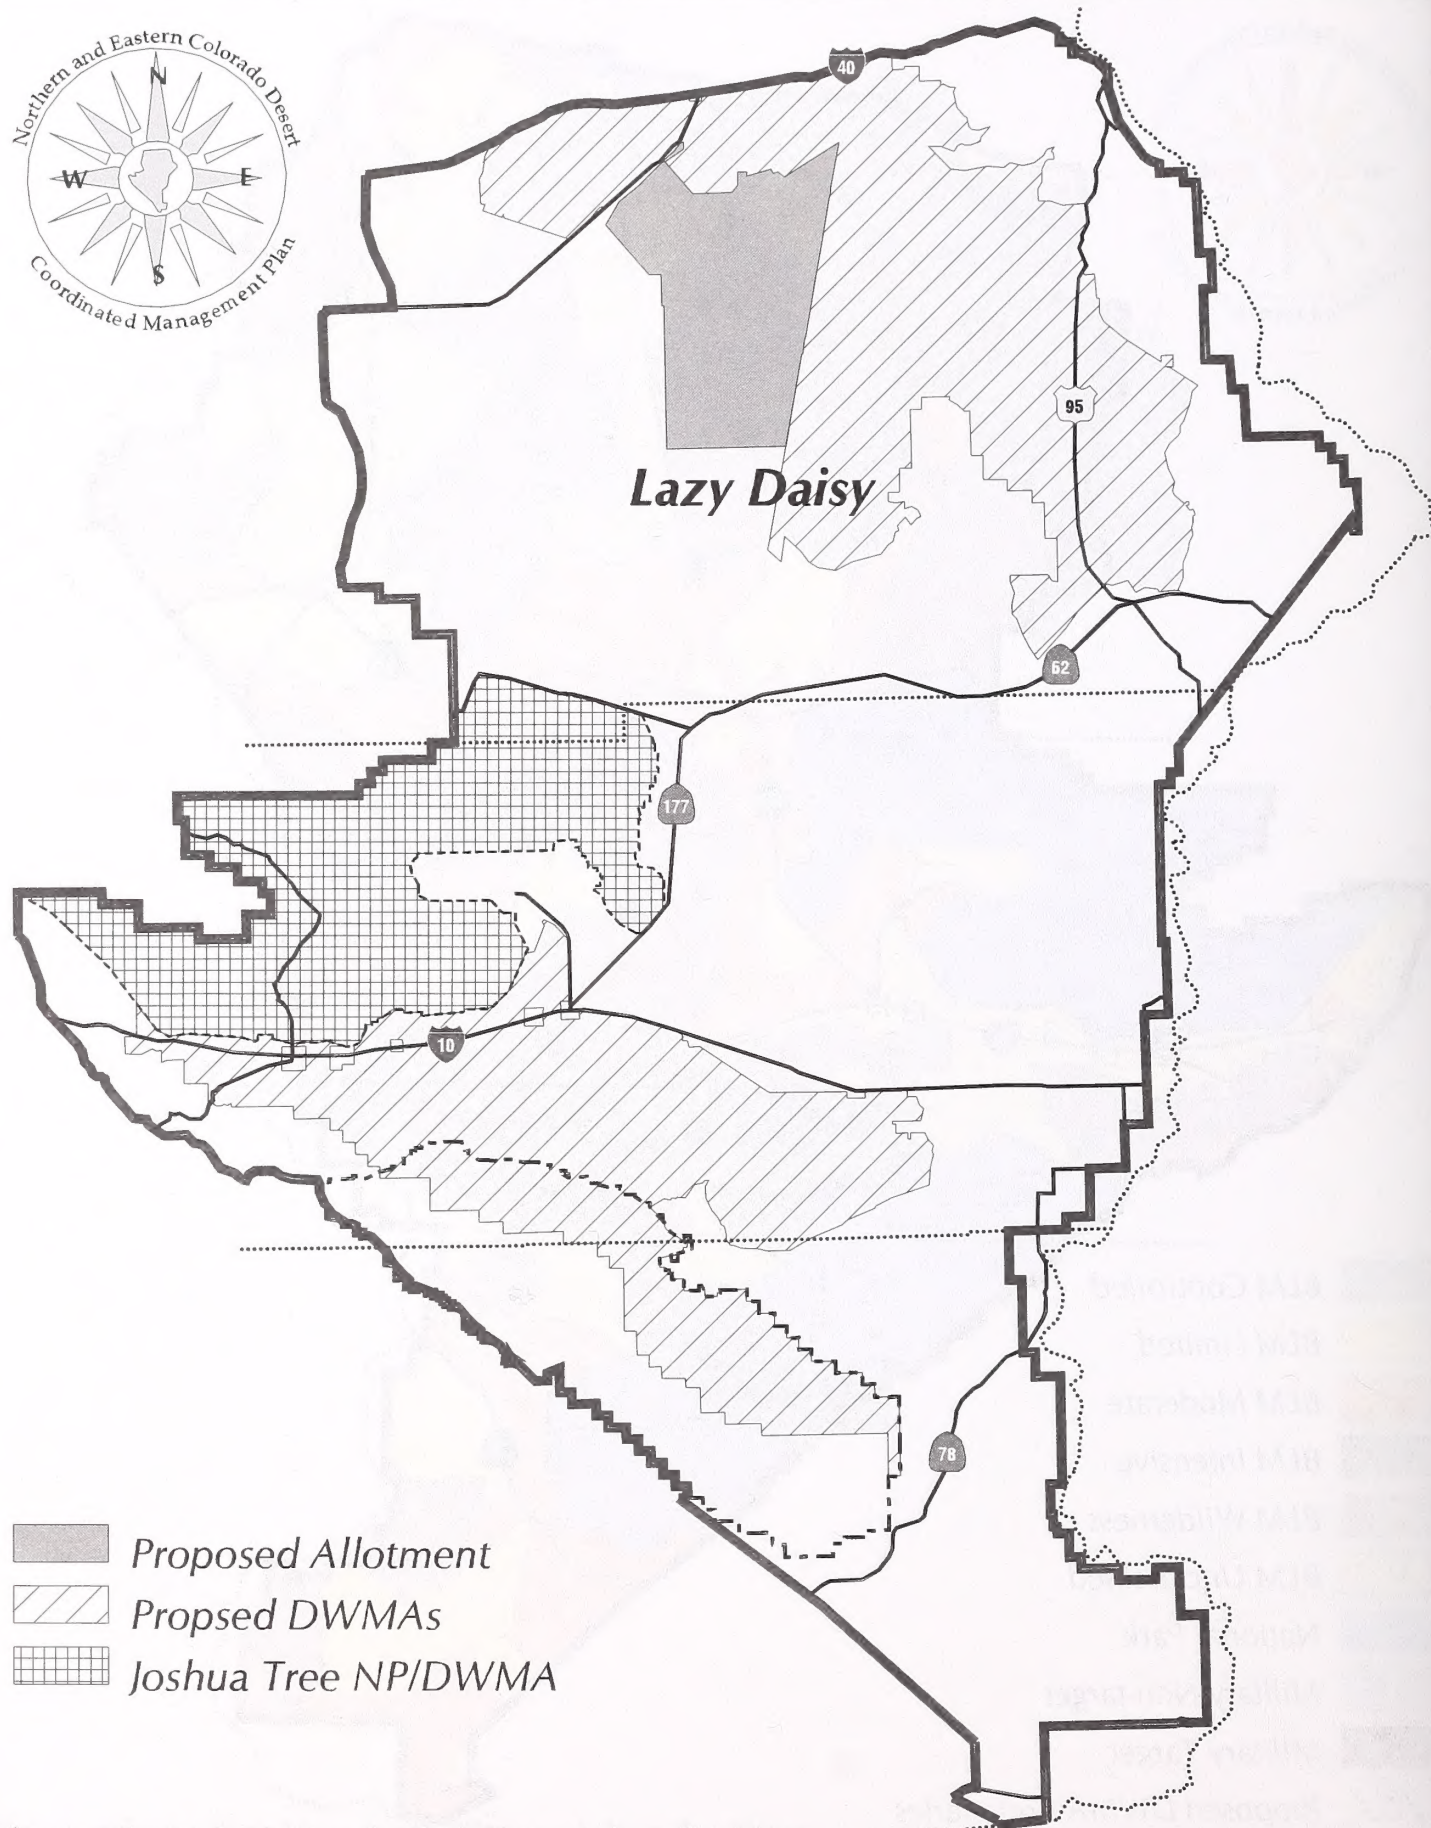 Northern and Eastern Colorado Desert
N
W
E
S
Coordinated Management Plan
40
95
Lazy Daisy
62
177
10
78
Proposed Allotment
Propsed DWMAs
Joshua Tree NP/DWMA